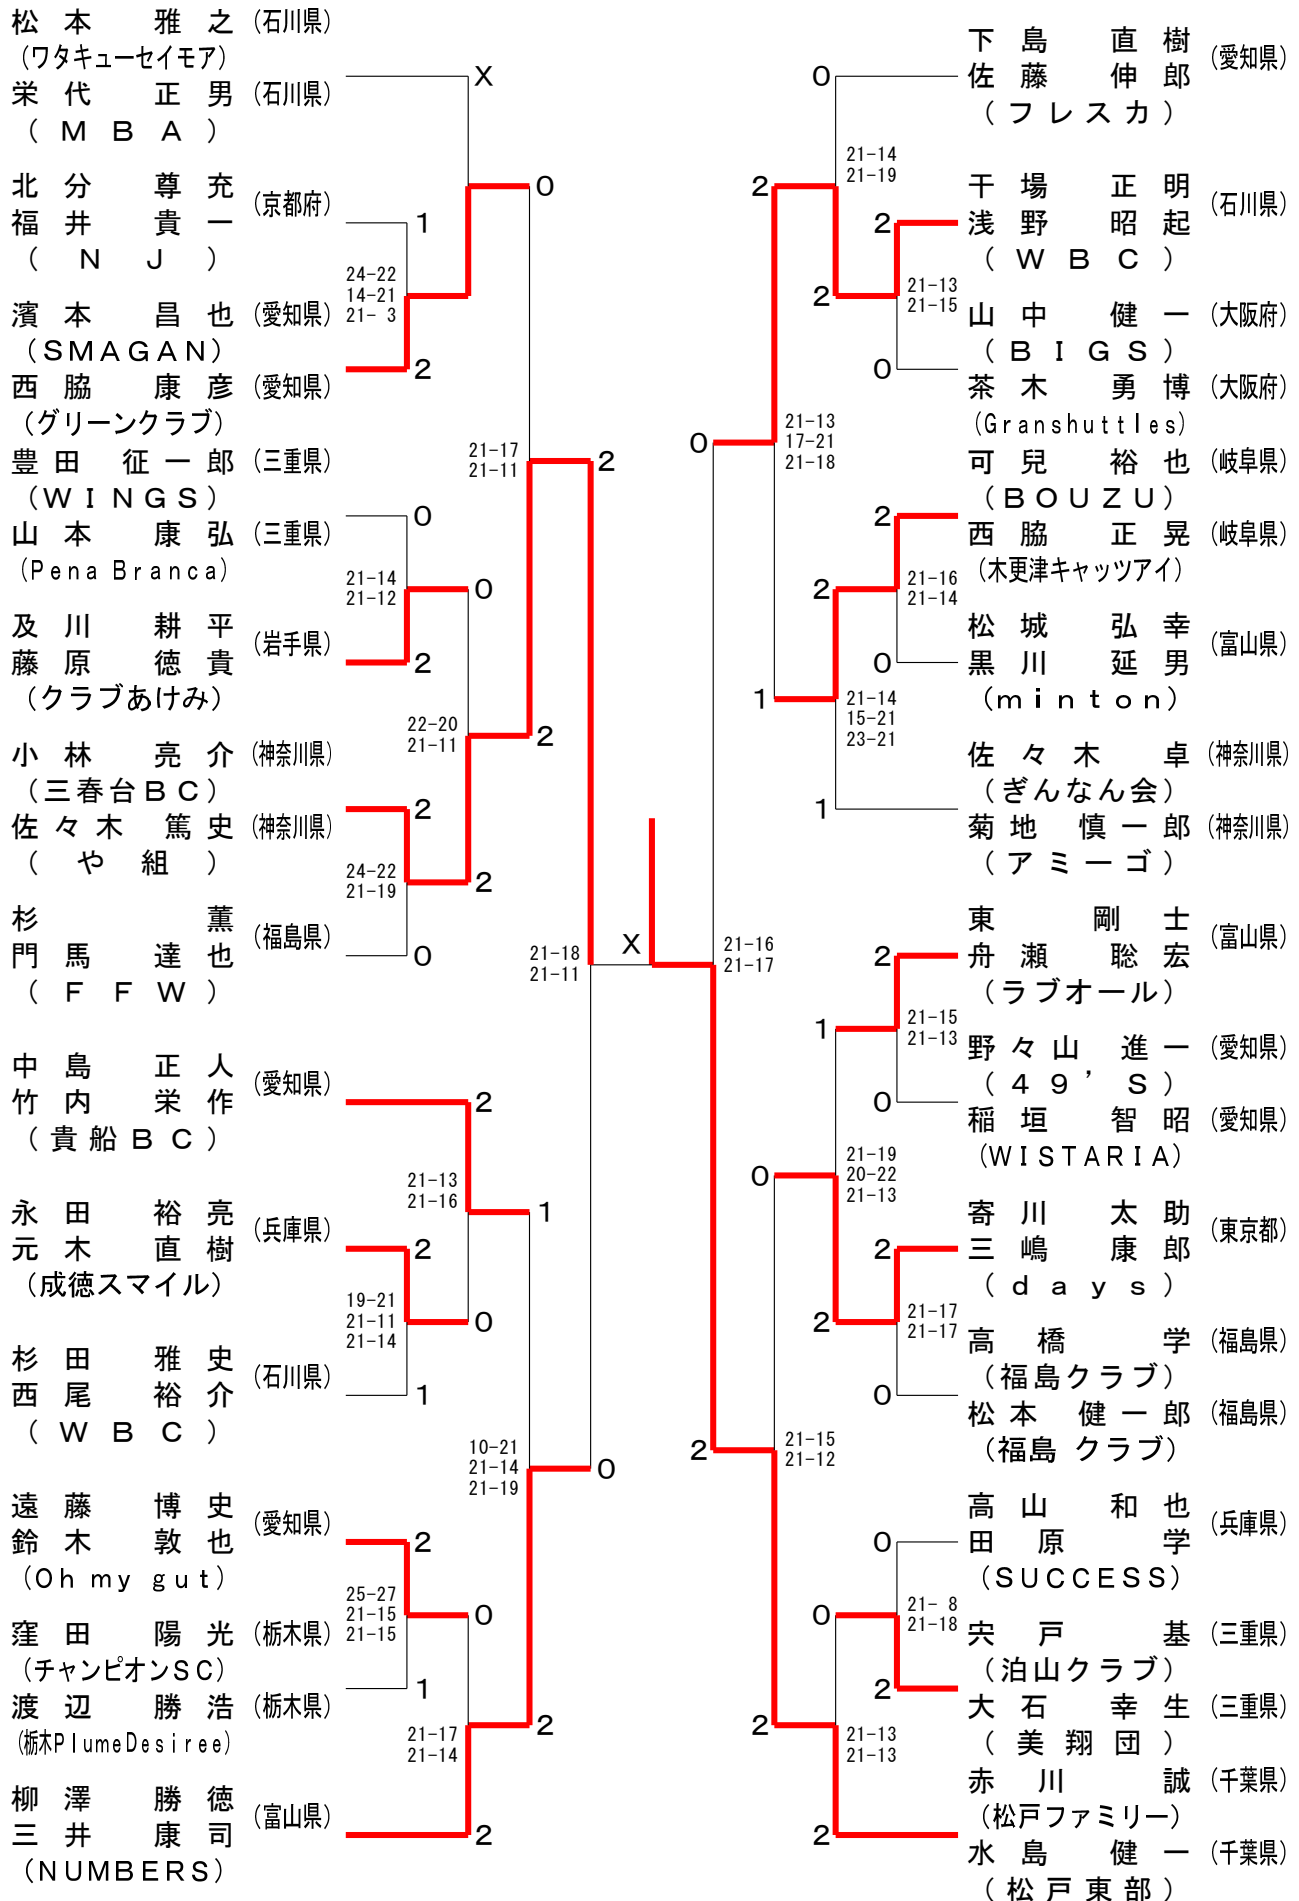 松本 雅之 (石川県)
(ワタキューセイモア)
栄代 正男 (石川県)
(MBA)
X
北分 尊充
福井 貴一 (京都府)
(NJ)
1
24-22
14-21
21- 3
0
濱本 昌也 (愛知県)
(SMAGAN)
西脇 康彦 (愛知県)
(グリーンクラブ)
2
21-17
21-11
2
豊田 征一郎 (三重県)
(WINGS)
山本 康弘 (三重県)
(Pena Branca)
0
21-14
21-12
0
及川 耕平
藤原 徳貴 (岩手県)
(クラブあけみ)
2
22-20
21-11
2
小林 亮介 (神奈川県)
(三春台BC)
佐々木 篤史 (神奈川県)
(や組)
2
24-22
21-19
2
杉 薫
門馬 達也 (福島県)
(FFW)
0
21-18
21-11
X
中島 正人
竹内 栄作 (愛知県)
(貴船BC)
2
21-13
21-16
1
永田 裕亮
元木 直樹 (兵庫県)
(成徳スマイル)
2
19-21
21-11
21-14
0
杉田 雅史
西尾 裕介 (石川県)
(WBC)
1
10-21
21-14
21-19
0
遠藤 博史
鈴木 敦也 (愛知県)
(Oh my gut)
2
25-27
21-15
21-15
0
窪田 陽光 (栃木県)
(チャンピオンSC)
渡辺 勝浩 (栃木県)
(栃木PlumeDesiree)
1
21-17
21-14
2
柳澤 勝徳
三井 康司 (富山県)
(NUMBERS)
2
下島 直樹
佐藤 伸郎 (愛知県)
(フレスカ)
0
21-14
21-19
2
干場 正明
浅野 昭起 (石川県)
(WBC)
2
21-13
21-15
2
山中 健一 (大阪府)
(BIGS)
茶木 勇博 (大阪府)
(Granshuttles)
0
21-13
17-21
21-18
0
可兒 裕也 (岐阜県)
(BOUZU)
西脇 正晃 (岐阜県)
(木更津キャッツアイ)
2
21-16
21-14
2
松城 弘幸
黒川 延男 (富山県)
(minton)
0
21-14
15-21
23-21
1
佐々木 卓 (神奈川県)
(ぎんなん会)
菊地 慎一郎 (神奈川県)
(アミーゴ)
1
21-16
21-17
東 剛士
舟瀬 聡宏 (富山県)
(ラブオール)
2
21-15
21-13
1
野々山 進一 (愛知県)
(49'S)
稲垣 智昭 (愛知県)
(WISTARIA)
0
21-19
20-22
21-13
0
寄川 太助
三嶋 康郎 (東京都)
(days)
2
21-17
21-17
2
高橋 学 (福島県)
(福島クラブ)
松本 健一郎 (福島県)
(福島 クラブ)
0
21-15
21-12
2
高山 和也
田原 学 (兵庫県)
(SUCCESS)
0
21- 8
21-18
0
宍戸 基 (三重県)
(泊山クラブ)
大石 幸生 (三重県)
(美翔団)
2
21-13
21-13
2
赤川 誠 (千葉県)
(松戸ファミリー)
水島 健一 (千葉県)
(松戸東部)
2